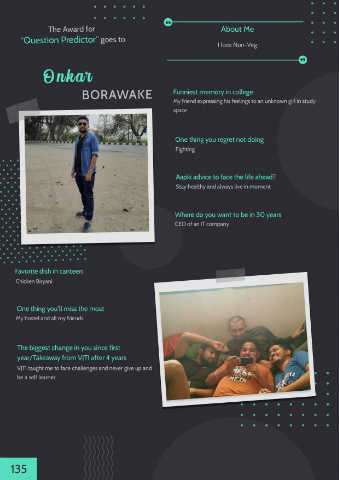 The Award for
"Question Predictor" goes to
Onkar
BORAWAKE
About Me
I love Non-Veg
Funniest memory in college
My friend expressing his feelings to an unknown girl in study
space
One thing you regret not doing
Fighting
Aapki advice to face the life ahead?
Stay healthy and always live in moment
Where do you want to be in 30 years
CEO of an IT company
Favorite dish in canteen
Chicken Biryani
One thing you'll miss the most
My hostel and all my friends
The biggest change in you since first
year/Takeaway from VJTI after 4 years
VJTI taught me to face challenges and never give up and
be a self learner
135